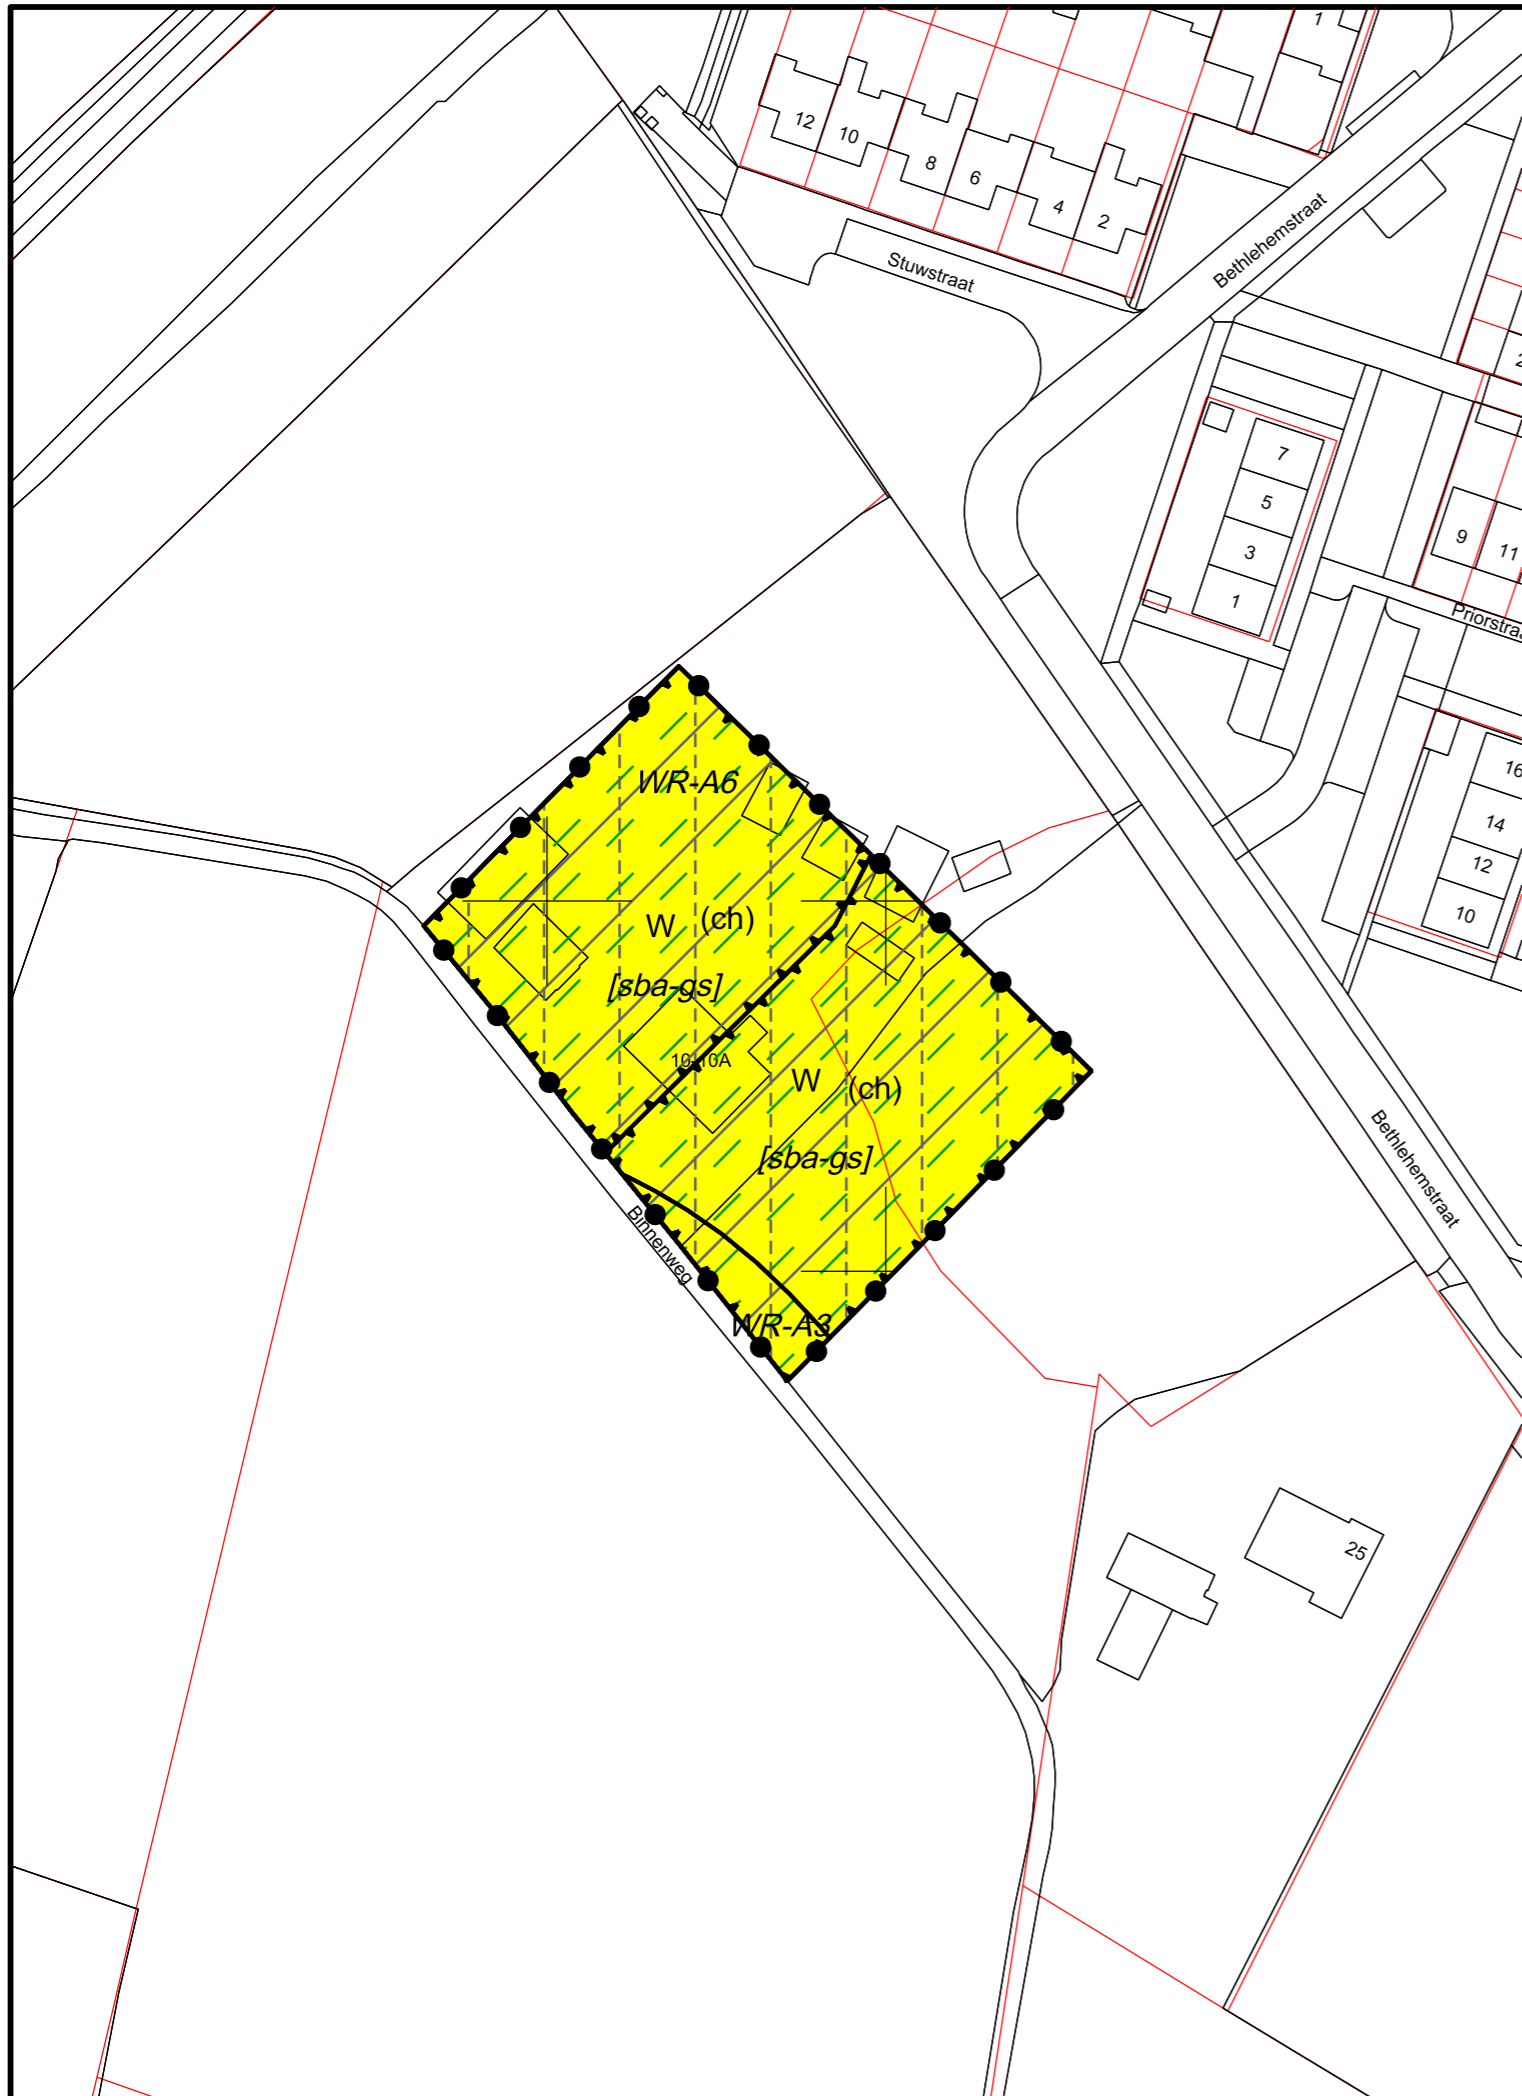 1
12
10
8
6
4
2
Stuwstraat
Bethlehemstraat
7
5
3
1
9
11
Priorstraa
16
14
12
10
WR-A6
W (ch)
[sba-gs]
10-10A
W (ch)
[sba-gs]
Binnenweg
WR-A3
Bethlehemstraat
25